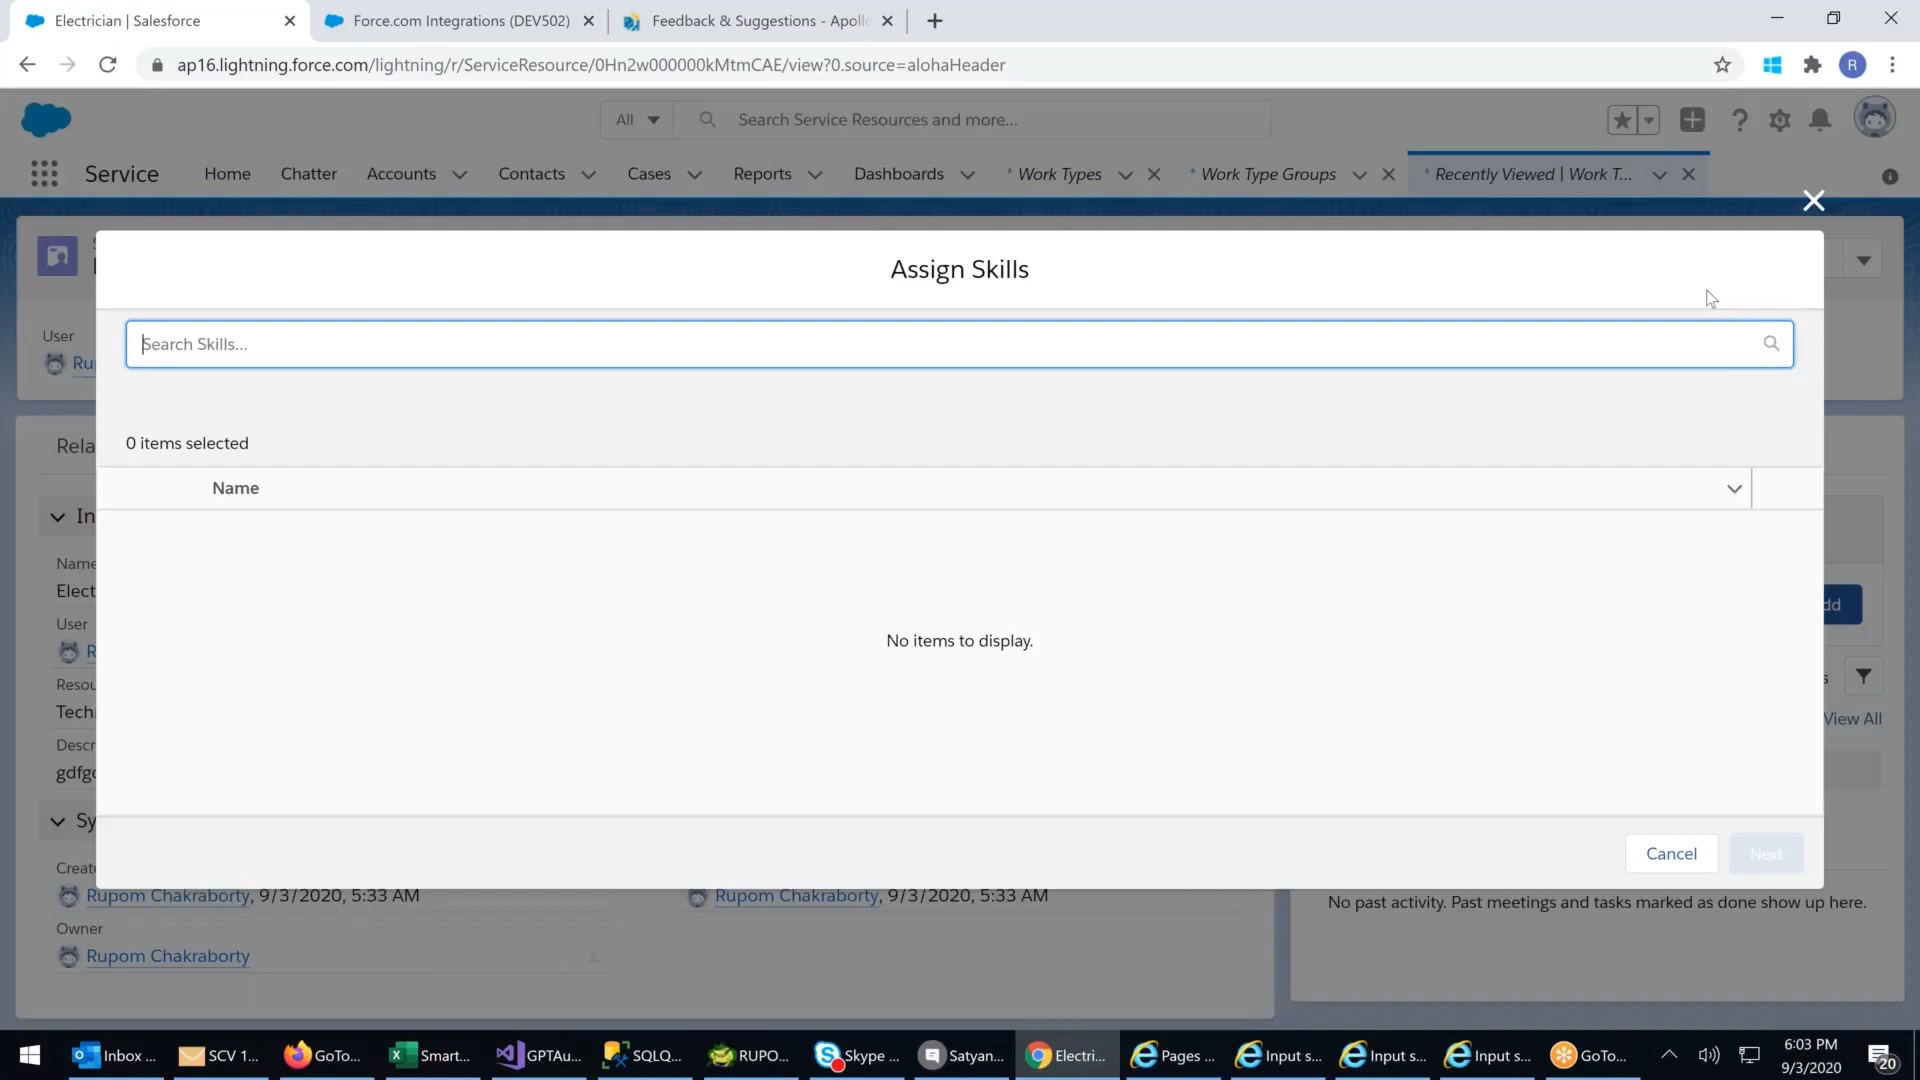 Electrician | Salesforce
Force.com Integrations (DEV502)
Feedback & Suggestions - Apoll
ap16.lightning.force.com/lightning/r/ServiceResource/0Hn2w000000kMtmCAE/view?0.source=alohaHeader
R
All
Search Service Resources and more...
Service
Home
Chatter
Accounts
Contacts
Cases
Reports
Dashboards
* Work Types
* Work Type Groups
* Recently Viewed | Work T...
Assign Skills
User
Ru
Search Skills...
Rela
0 items selected
Name
In
Name
Elect
dd
User
R
No items to display.
Resou
s
Techn
View All
Descr
gdfgd
Sy
Cancel
Next
Create
Rupom Chakraborty, 9/3/2020, 5:33 AM
Rupom Chakraborty, 9/3/2020, 5:33 AM
No past activity. Past meetings and tasks marked as done show up here.
Owner
Rupom Chakraborty
Inbox ...
SCV 1...
GoTo...
Smart...
GPTAu...
SQLQ...
RUPO...
Skype ...
Satyan...
Electri...
Pages ...
Input s...
Input s...
Input s...
GoTo...
6:03 PM
9/3/2020
20